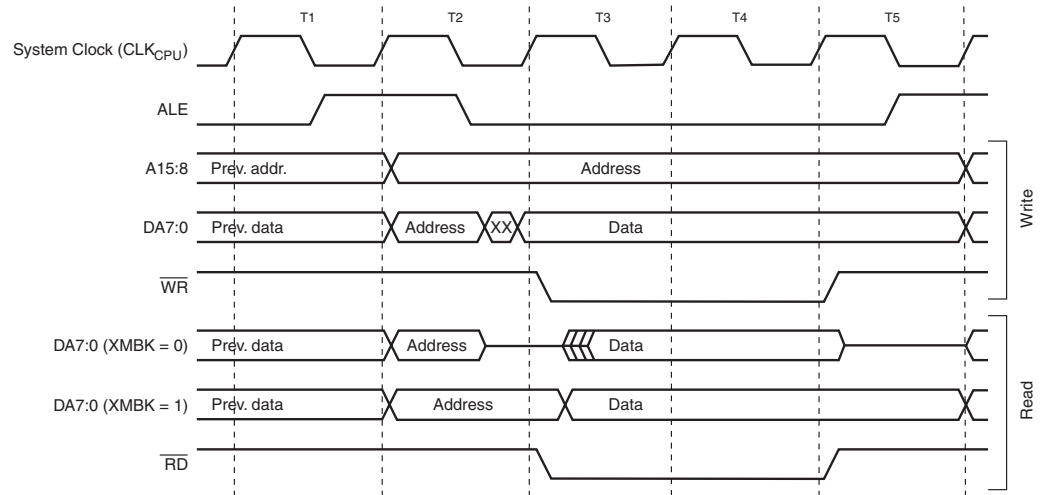 T1 T2 T3 T4 T5
System Clock (CLKCPU)
ALE
A15:8 Prev. addr. Address
DA7:0 Prev. data Address XX Data
WR
Write
DA7:0 (XMBK = 0) Prev. data Address Data
DA7:0 (XMBK = 1) Prev. data Address Data
RD
Read